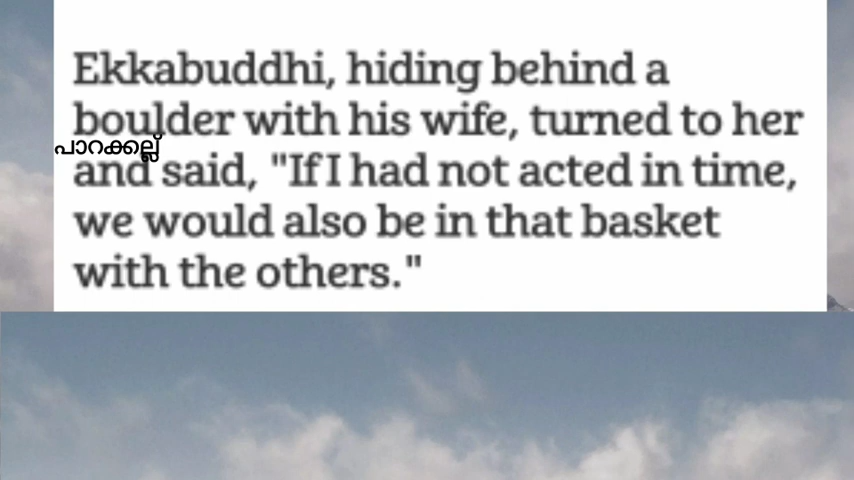 Ekkabuddhi, hiding behind a
boulder with his wife, turned to her
പാറക്കല്ല്
and said, "If I had not acted in time,
we would also be in that basket
with the others."